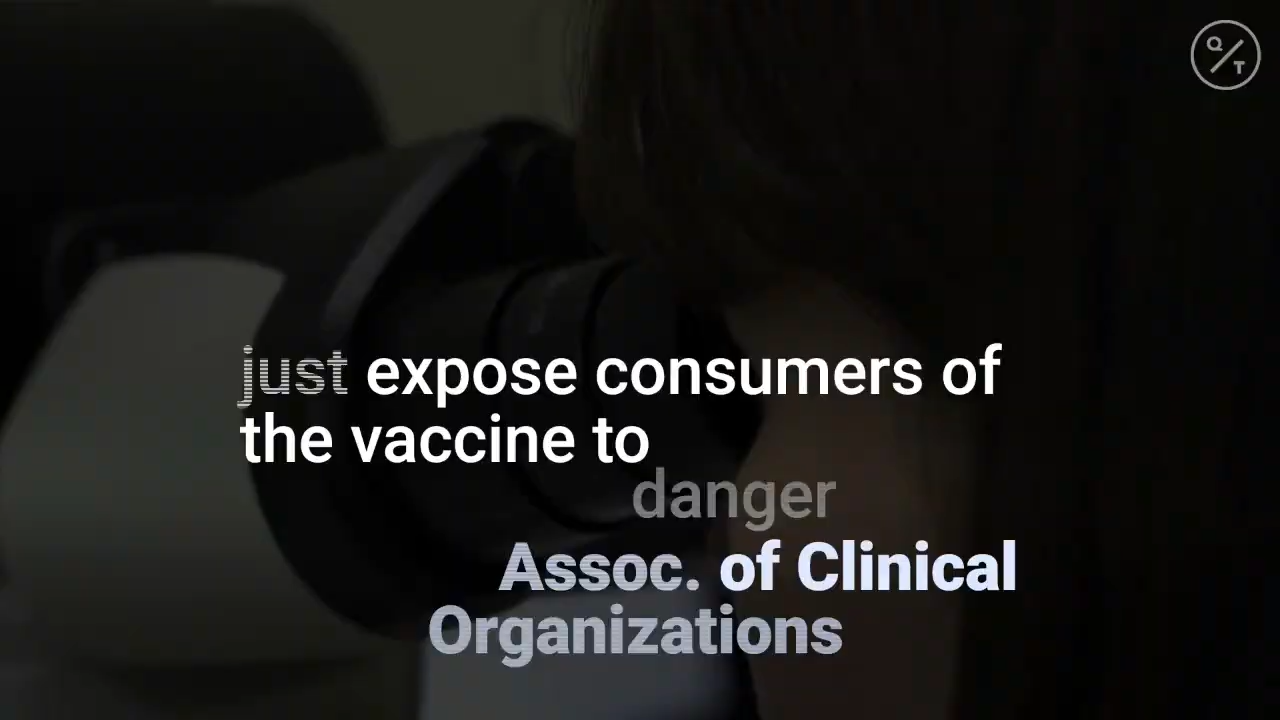 Q
T
just expose consumers of
the vaccine to
danger
Assoc. of Clinical
Organizations